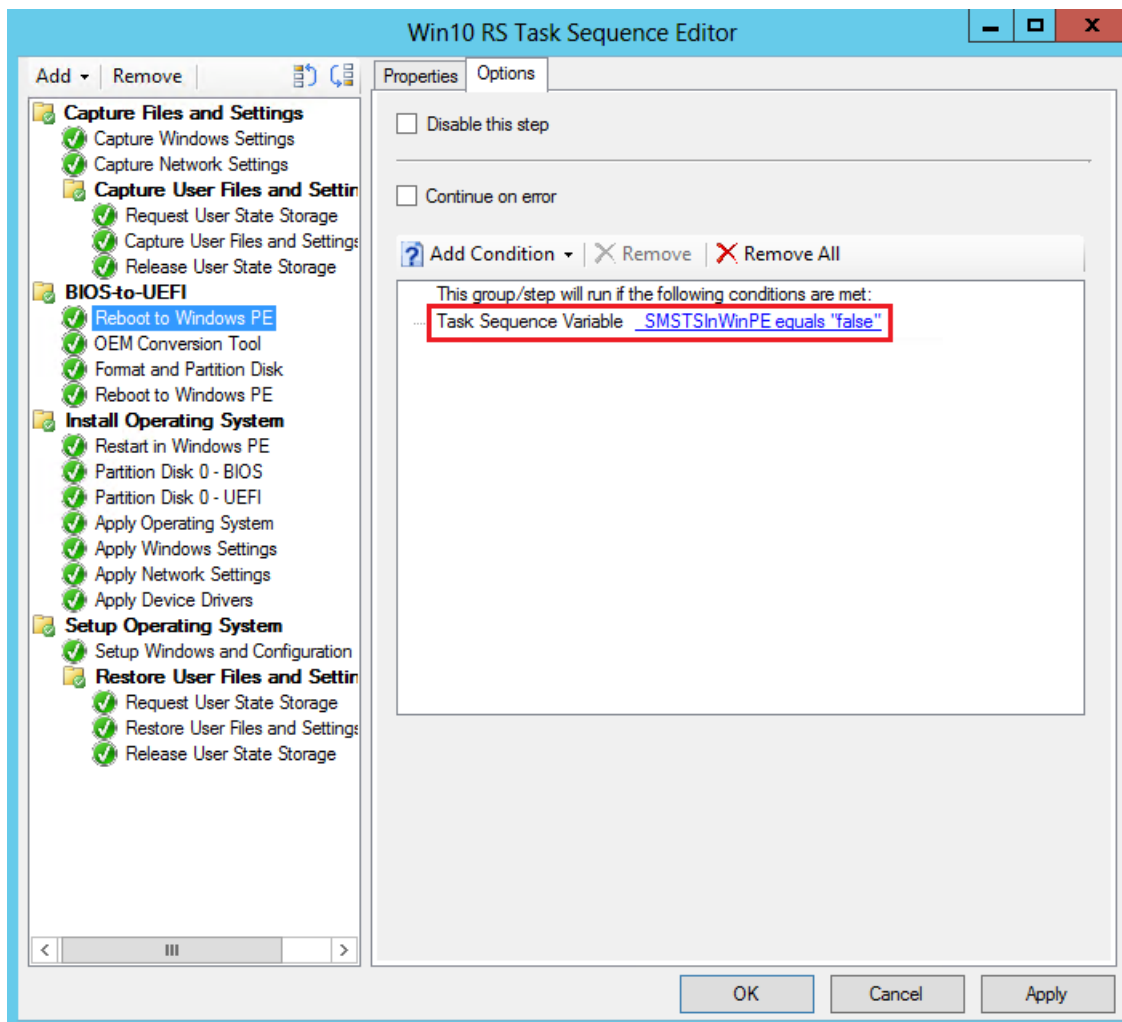 Win10 RS Task Sequence Editor
Add Remove
Properties Options
Capture Files and Settings
Capture Windows Settings
Capture Network Settings
Capture User Files and Settin
Request User State Storage
Capture User Files and Settings
Release User State Storage
BIOS-to-UEFI
Reboot to Windows PE
OEM Conversion Tool
Format and Partition Disk
Reboot to Windows PE
Install Operating System
Restart in Windows PE
Partition Disk 0 - BIOS
Partition Disk 0 - UEFI
Apply Operating System
Apply Windows Settings
Apply Network Settings
Apply Device Drivers
Setup Operating System
Setup Windows and Configuration
Restore User Files and Settin
Request User State Storage
Restore User Files and Settings
Release User State Storage
Disable this step
Continue on error
Add Condition Remove Remove All
This group/step will run if the following conditions are met:
Task Sequence Variable _SMSTSInWinPE equals "false"
OK Cancel Apply